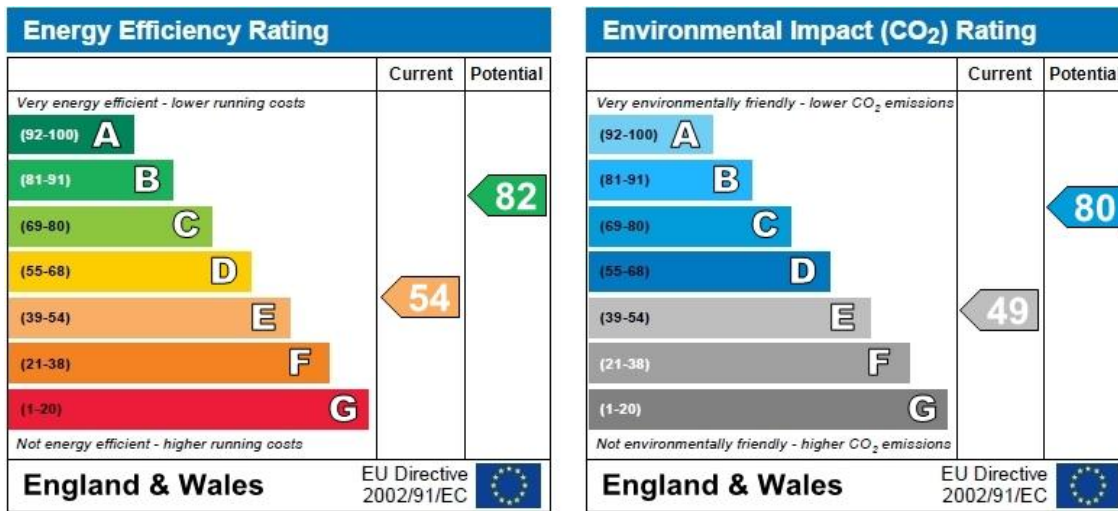 Energy Efficiency Rating
Current Potential
Very energy efficient - lower running costs
(92-100) A
(81-91) B
82
(69-80) C
(55-68) D
54
(39-54) E
(21-38) F
(1-20) G
Not energy efficient - higher running costs
England & Wales
EU Directive
2002/91/EC
Environmental Impact (CO₂) Rating
Current Potentia
Very environmentally friendly - lower CO₂ emissions
(92-100) A
(81-91) B
80
(69-80) C
(55-68) D
49
(39-54) E
(21-38) F
(1-20) G
Not environmentally friendly - higher CO₂ emissions
England & Wales
EU Directive
2002/91/EC